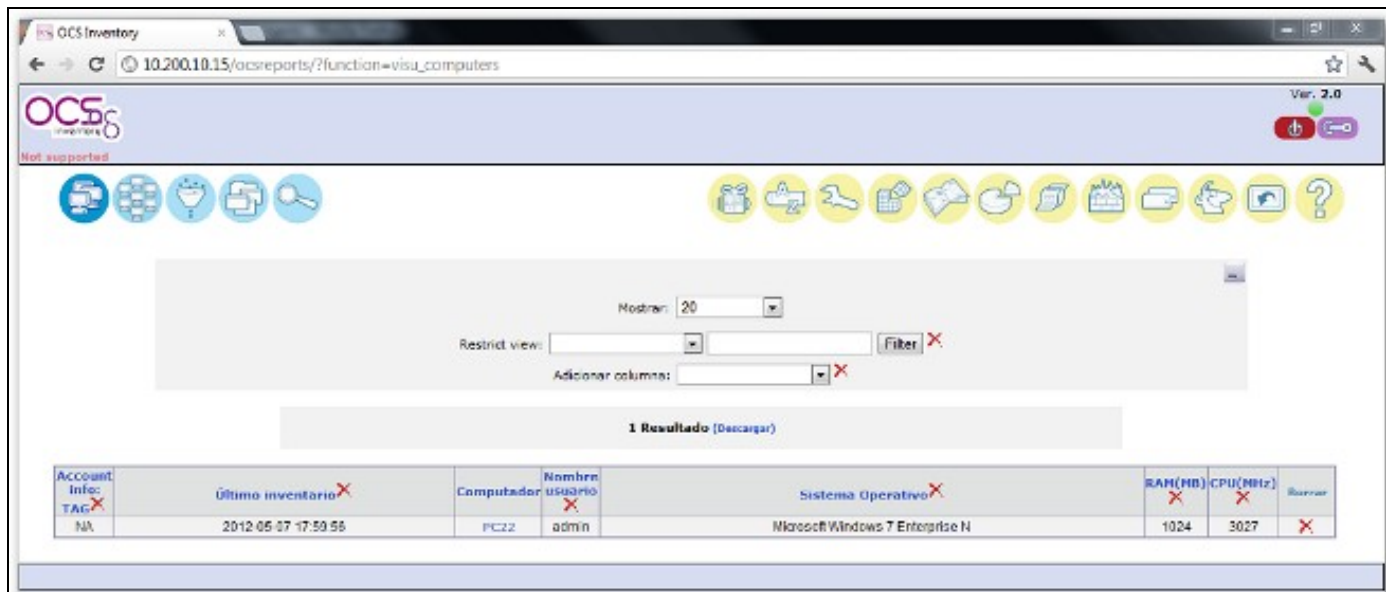 OCS Inventory
10.200.10.15/ocsreports/?function=visu_computers
Ver. 2.0
OCS
inventory
Not supported
Mostrar: 20
Restrict view: Filter
Adicionar columna:
1 Resultado (Descargar)
Account Info: TAG Último inventario Computador Nombre usuario Sistema Operativo RAM(MB) CPU(MHz) Borrar
NA 2012-05-07 17:59:56 PC22 admin Microsoft Windows 7 Enterprise N 1024 3027